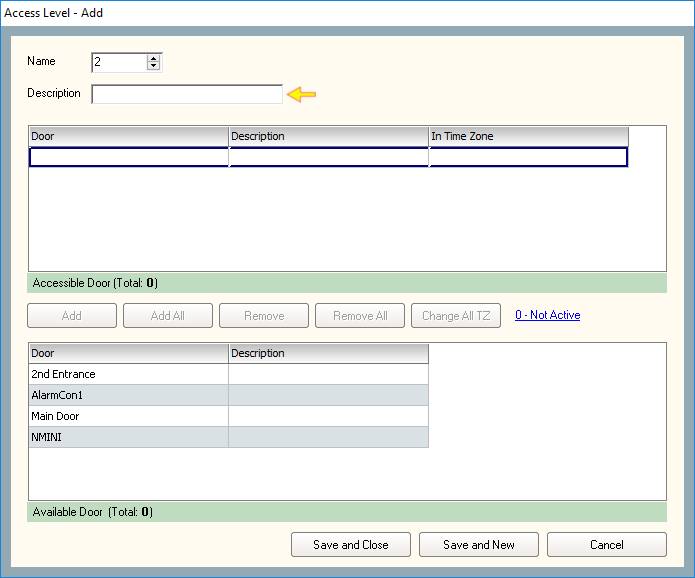 Access Level - Add
Name 2
Description
Door Description In Time Zone
Accessible Door (Total: 0)
Add Add All Remove Remove All Change All TZ 0 - Not Active
Door Description
2nd Entrance
AlarmCon1
Main Door
NMINI
Available Door (Total: 0)
Save and Close Save and New Cancel